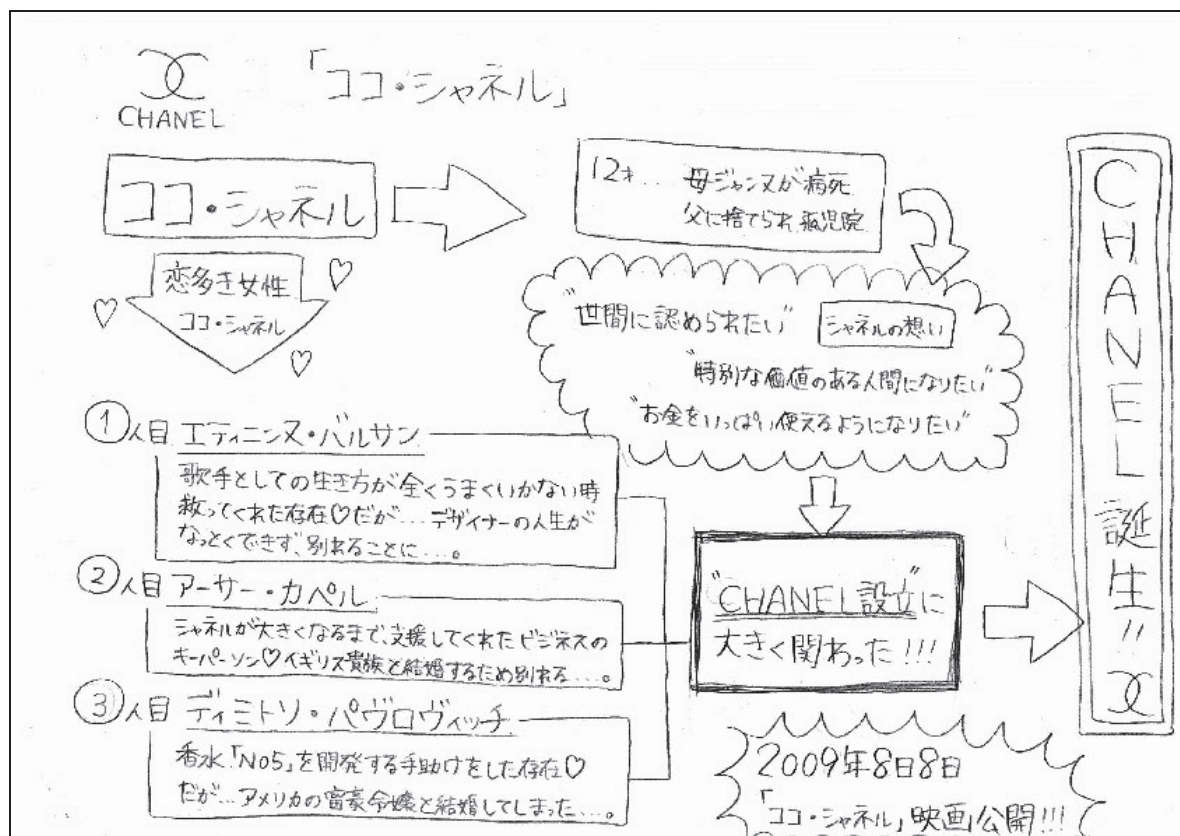 CHANEL
「ココ・シャネル」
ココ・シャネル
恋多き女性
ココ・シャネル
12才... 母ジャンヌが病死
父に捨てられ孤児院
"世間に認められたい"
シャネルの想い
"特別な価値のある人間になりたい"
"お金をいっぱい使えるようになりたい"
①人目 エティニンヌ・バルサン
歌手としての生き方が全くうまくいかない時
救ってくれた存在♡だが... デザイナーの人生が
なっとくできず、別れることに....。
②人目 アーサー・カペル
シャネルが大きくなるまで、支援してくれたビジネスの
キーパーソン♡イギリス貴族と結婚するため別れる....。
③人目 ディミトソ・パヴロヴィッチ
香水「No5」を開発する手助けをした存在♡
だが... アメリカの富豪令嬢と結婚してしまった....。
"CHANEL設立"に
大きく関わった!!!
CHANEL誕生!!
2009年8日8日
「ココ・シャネル」映画公開!!!